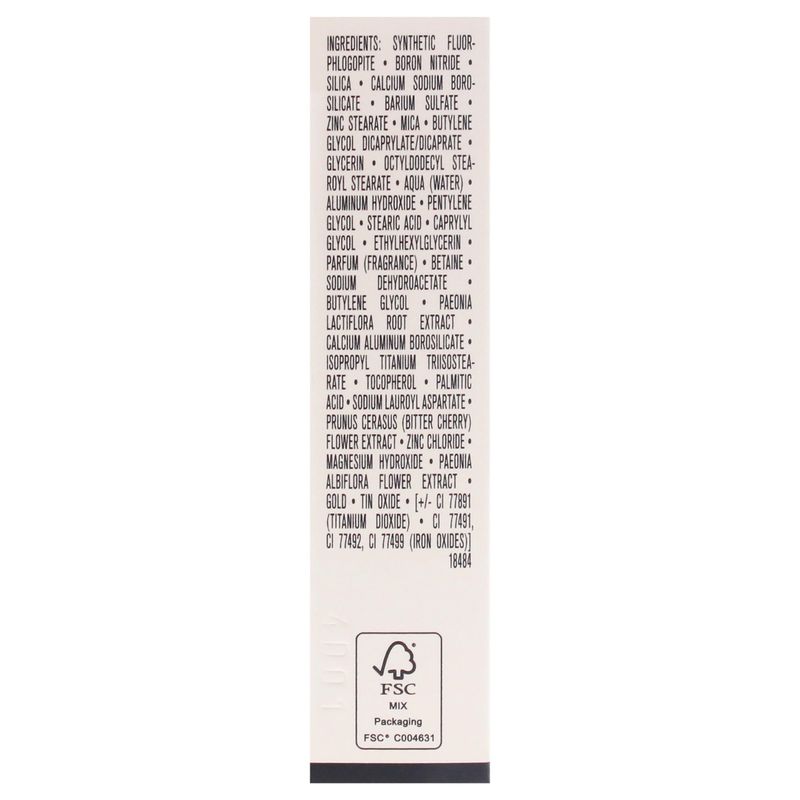 INGREDIENTS: SYNTHETIC FLUOR-
PHLOGOPITE • BORON NITRIDE •
SILICA • CALCIUM SODIUM BORO-
SILICATE • BARIUM SULFATE •
ZINC STEARATE • MICA • BUTYLENE
GLYCOL DICAPRYLATE/DICAPRATE •
GLYCERIN • OCTYLDODECYL STEA-
ROYL STEARATE • AQUA (WATER) •
ALUMINUM HYDROXIDE • PENTYLENE
GLYCOL • STEARIC ACID • CAPRYLYL
GLYCOL • ETHYLHEXYLGLYCERIN •
PARFUM (FRAGRANCE) • BETAINE •
SODIUM DEHYDROACETATE •
BUTYLENE GLYCOL • PAEONIA
LACTIFLORA ROOT EXTRACT •
CALCIUM ALUMINUM BOROSILICATE •
ISOPROPYL TITANIUM TRIISOSTEA-
RATE • TOCOPHEROL • PALMITIC
ACID • SODIUM LAUROYL ASPARTATE •
PRUNUS CERASUS (BITTER CHERRY)
FLOWER EXTRACT • ZINC CHLORIDE •
MAGNESIUM HYDROXIDE • PAEONIA
ALBIFLORA FLOWER EXTRACT •
GOLD • TIN OXIDE • [+/- CI 77891
(TITANIUM DIOXIDE) • CI 77491,
CI 77492, CI 77499 (IRON OXIDES)]
18484
4001
FSC
MIX
Packaging
FSC® C004631